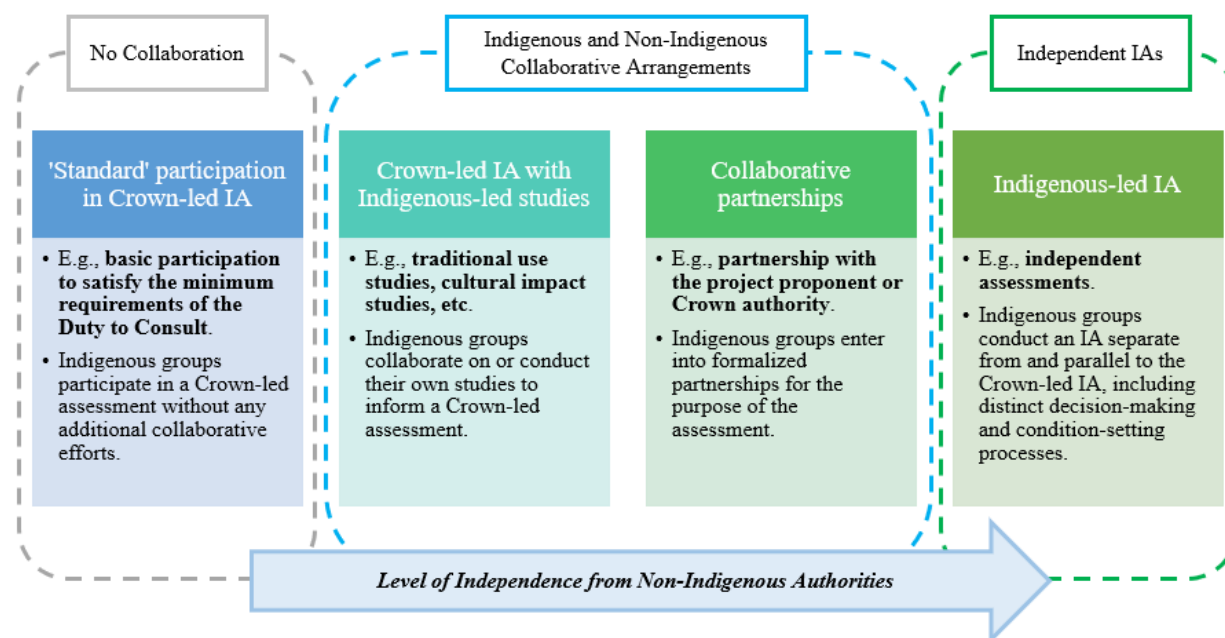 No Collaboration
Indigenous and Non-Indigenous
Collaborative Arrangements
Independent IAs
'Standard' participation
in Crown-led IA
• E.g., basic participation
to satisfy the minimum
requirements of the
Duty to Consult.
• Indigenous groups
participate in a Crown-led
assessment without any
additional collaborative
efforts.
Crown-led IA with
Indigenous-led studies
• E.g., traditional use
studies, cultural impact
studies, etc.
• Indigenous groups
collaborate on or conduct
their own studies to
inform a Crown-led
assessment.
Collaborative
partnerships
• E.g., partnership with
the project proponent or
Crown authority.
• Indigenous groups enter
into formalized
partnerships for the
purpose of the
assessment.
Indigenous-led IA
• E.g., independent
assessments.
• Indigenous groups
conduct an IA separate
from and parallel to the
Crown-led IA, including
distinct decision-making
and condition-setting
processes.
Level of Independence from Non-Indigenous Authorities